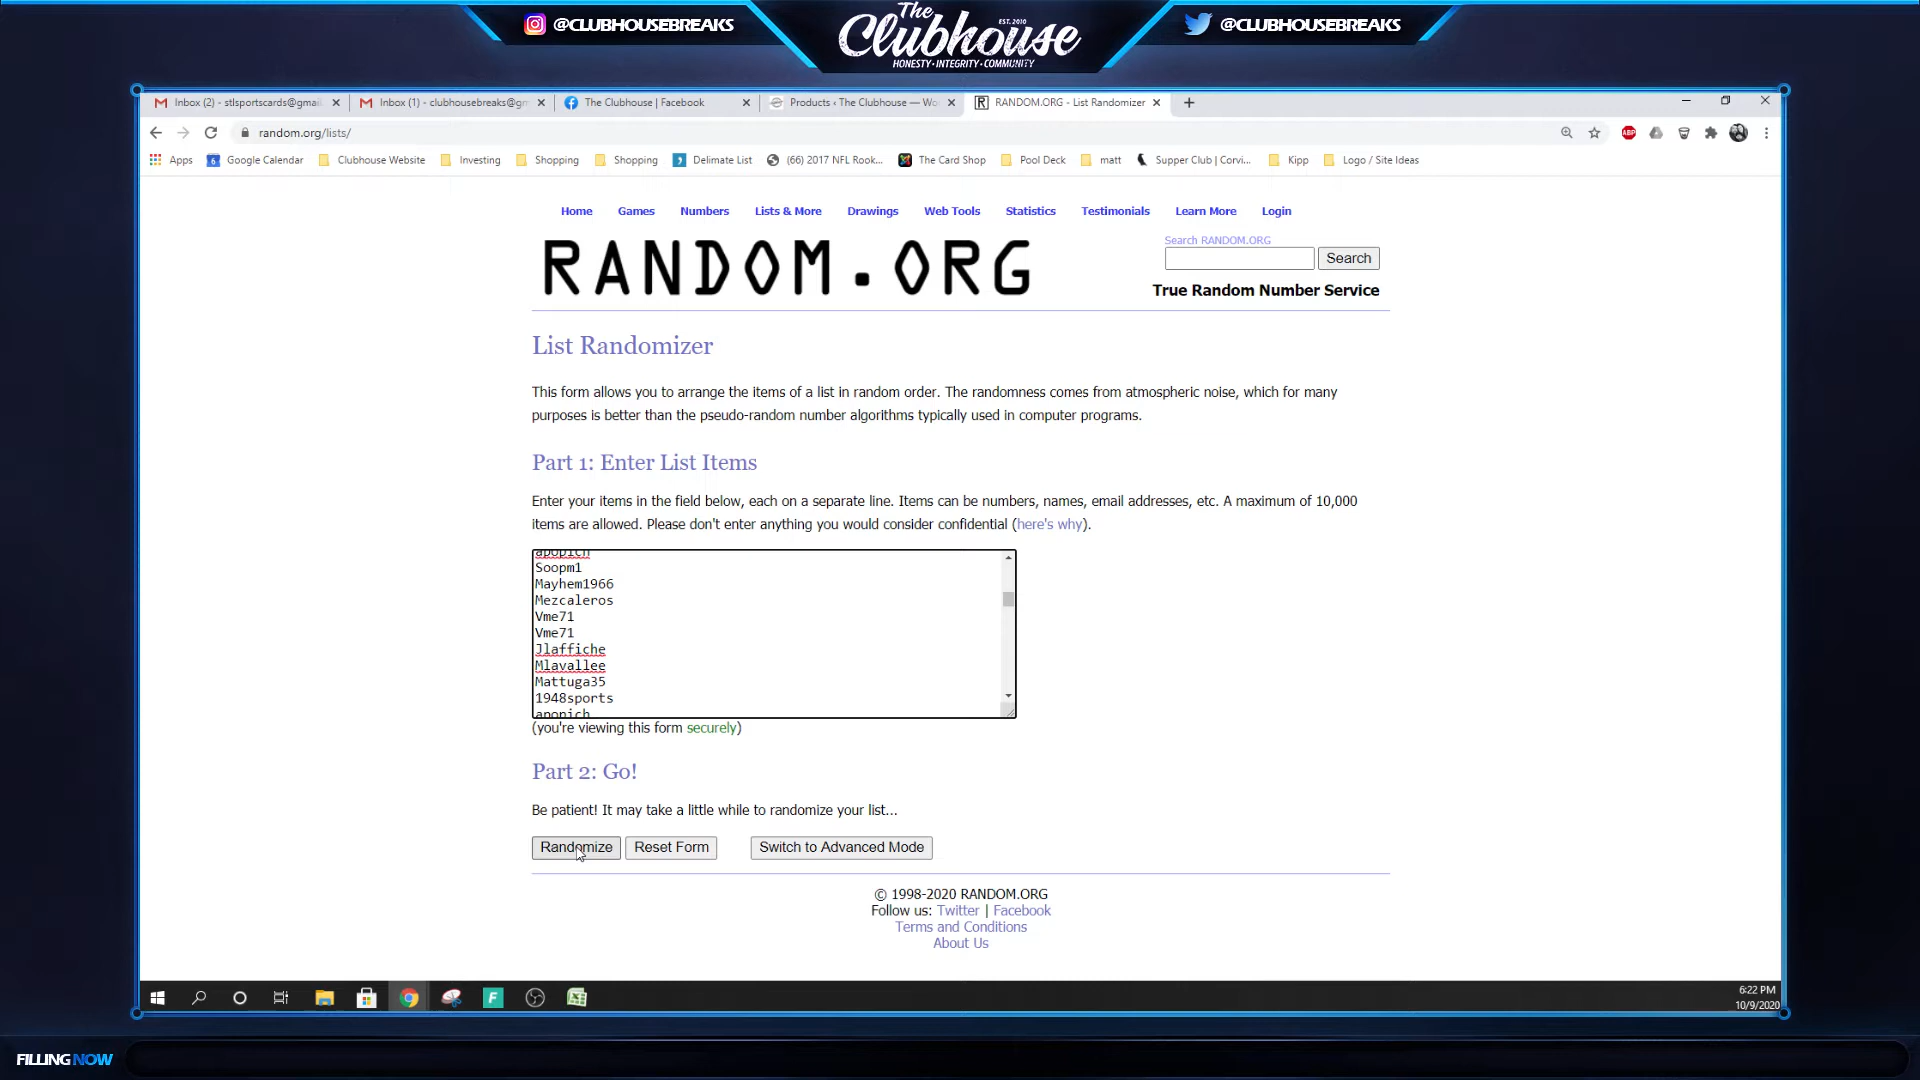 @CLUBHOUSEBREAKS
The
Clubhouse
EST. 2010
HONESTY • INTEGRITY • COMMUNITY
@CLUBHOUSEBREAKS
Inbox (2) - stlsportscards@gmai
Inbox (1) - clubhousebreaks@gm
The Clubhouse | Facebook
Products ‹ The Clubhouse — Wo
RANDOM.ORG - List Randomizer
random.org/lists/
ABP
Apps
Google Calendar
Clubhouse Website
Investing
Shopping
Shopping
Delimate List
(66) 2017 NFL Rook...
The Card Shop
Pool Deck
matt
Supper Club | Corvi...
Kipp
Logo / Site Ideas
Home
Games
Numbers
Lists & More
Drawings
Web Tools
Statistics
Testimonials
Learn More
Login
RANDOM.ORG
Search RANDOM.ORG
Search
True Random Number Service
List Randomizer
This form allows you to arrange the items of a list in random order. The randomness comes from atmospheric noise, which for many
purposes is better than the pseudo-random number algorithms typically used in computer programs.
Part 1: Enter List Items
Enter your items in the field below, each on a separate line. Items can be numbers, names, email addresses, etc. A maximum of 10,000
items are allowed. Please don't enter anything you would consider confidential (here's why).
apopich
Soopm1
Mayhem1966
Mezcaleros
Vme71
Vme71
Jlaffiche
Mlavallee
Mattuga35
1948sports
apopich
(you're viewing this form securely)
Part 2: Go!
Be patient! It may take a little while to randomize your list...
Randomize
Reset Form
Switch to Advanced Mode
© 1998-2020 RANDOM.ORG
Follow us: Twitter | Facebook
Terms and Conditions
About Us
6:22 PM
10/9/2020
FILLING NOW